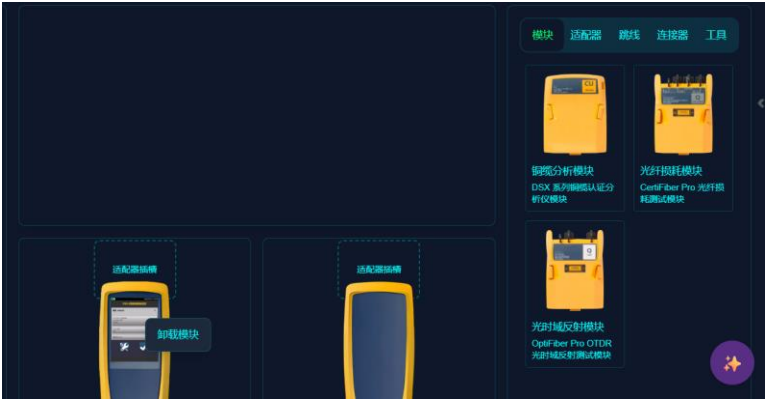 模块 适配器 跳线 连接器 工具
铜缆分析模块
DSX 系列铜缆认证分
析仪模块
光纤损耗模块
CertiFiber Pro 光纤损
耗测试模块
CU
光时域反射模块
OptiFiber Pro OTDR
光时域反射测试模块
适配器插槽
卸载模块
适配器插槽